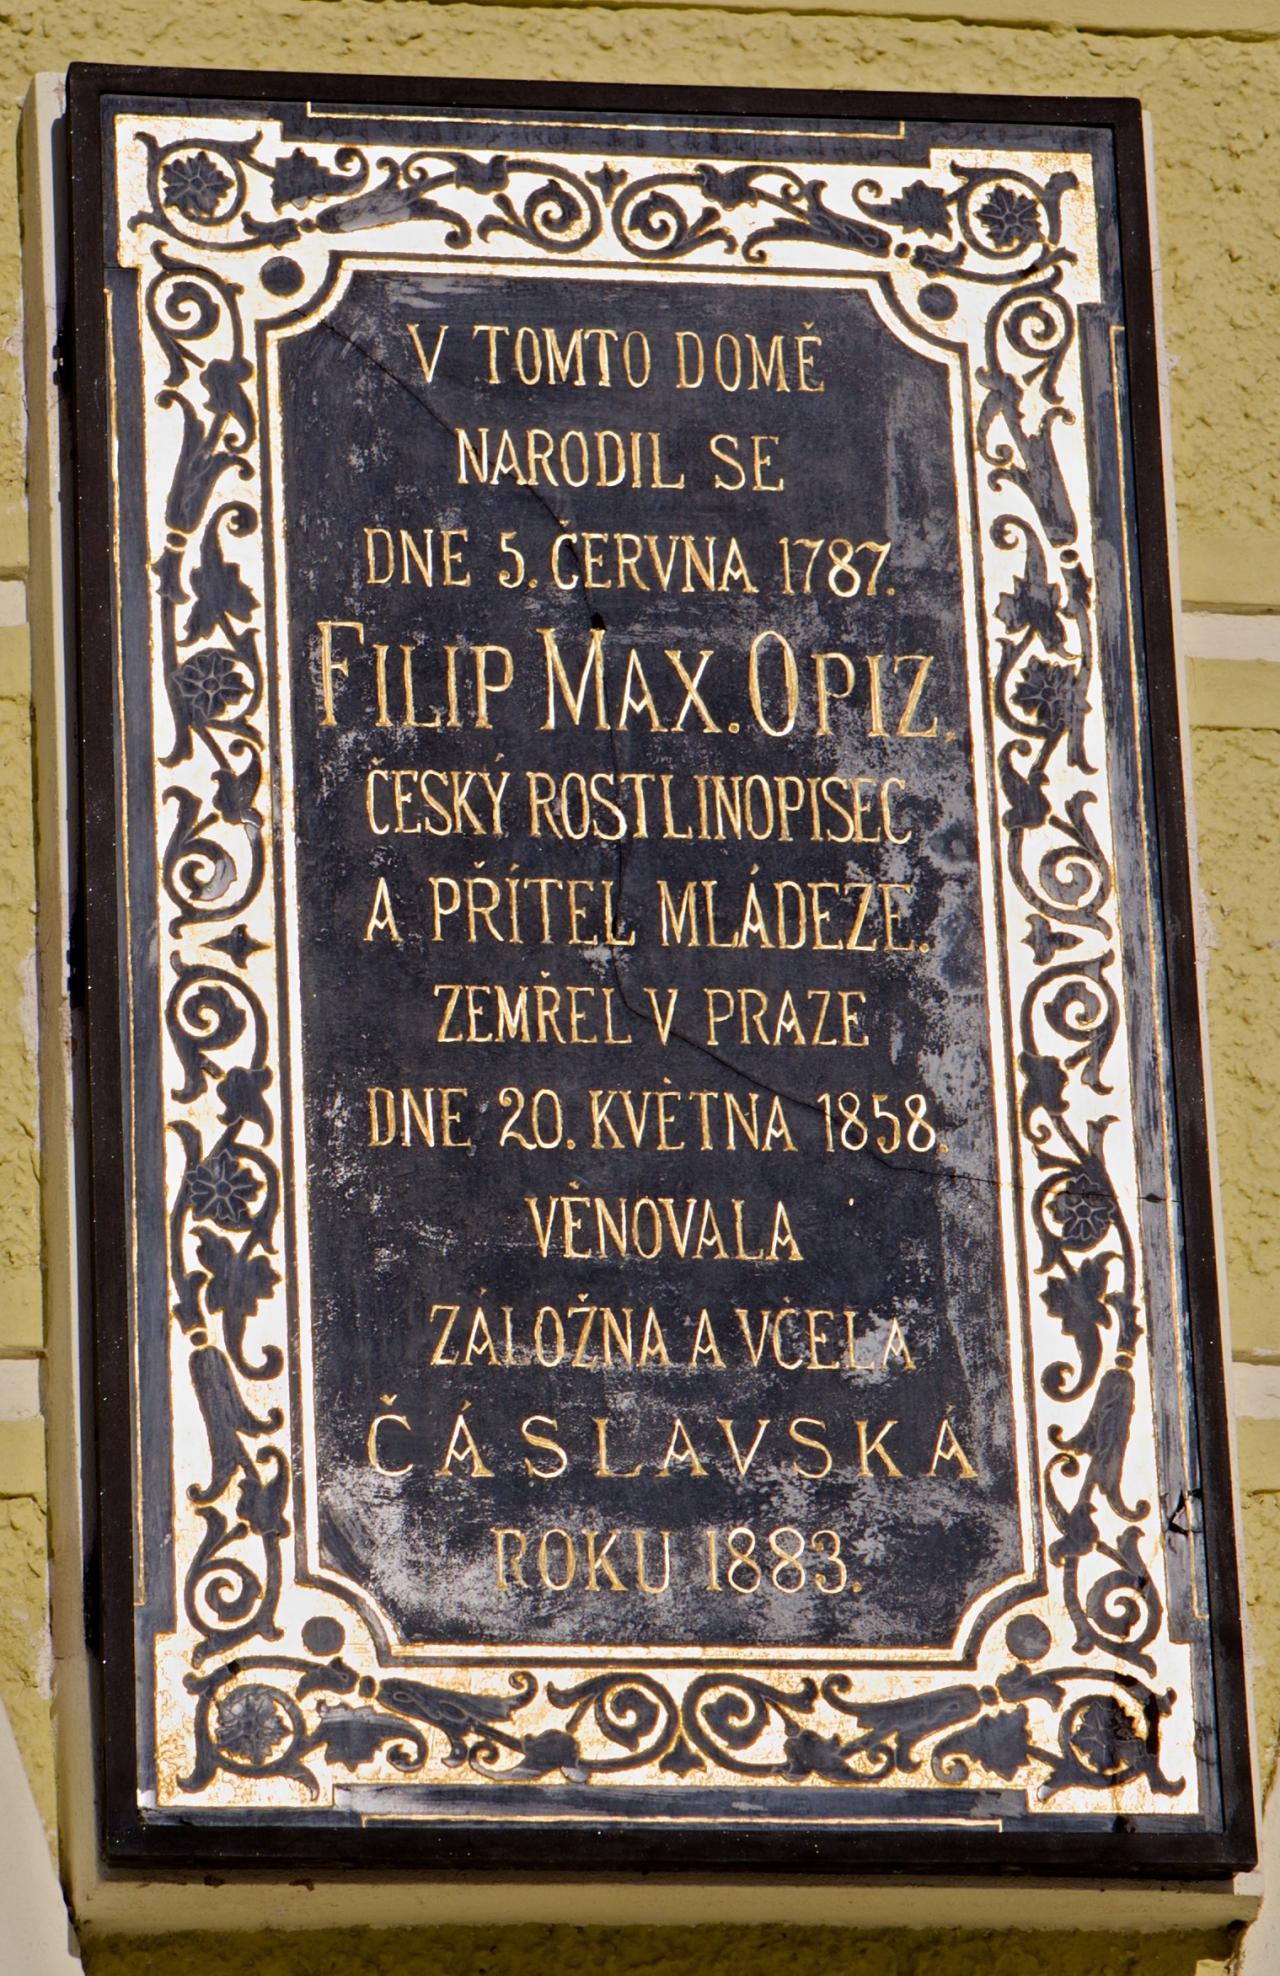 V TOMTO DOMĚ
NARODIL SE
DNE 5. ČERVNA 1787.
FILIP MAX. OPIZ,
ČESKÝ ROSTLINOPISEC
A PŘÍTEL MLÁDEZE.
ZEMŘEL V PRAZE
DNE 20. KVĚTNA 1858.
VĚNOVALA
ZÁLOŽNA A VČELA
ČÁSLAVSKÁ
ROKU 1883.